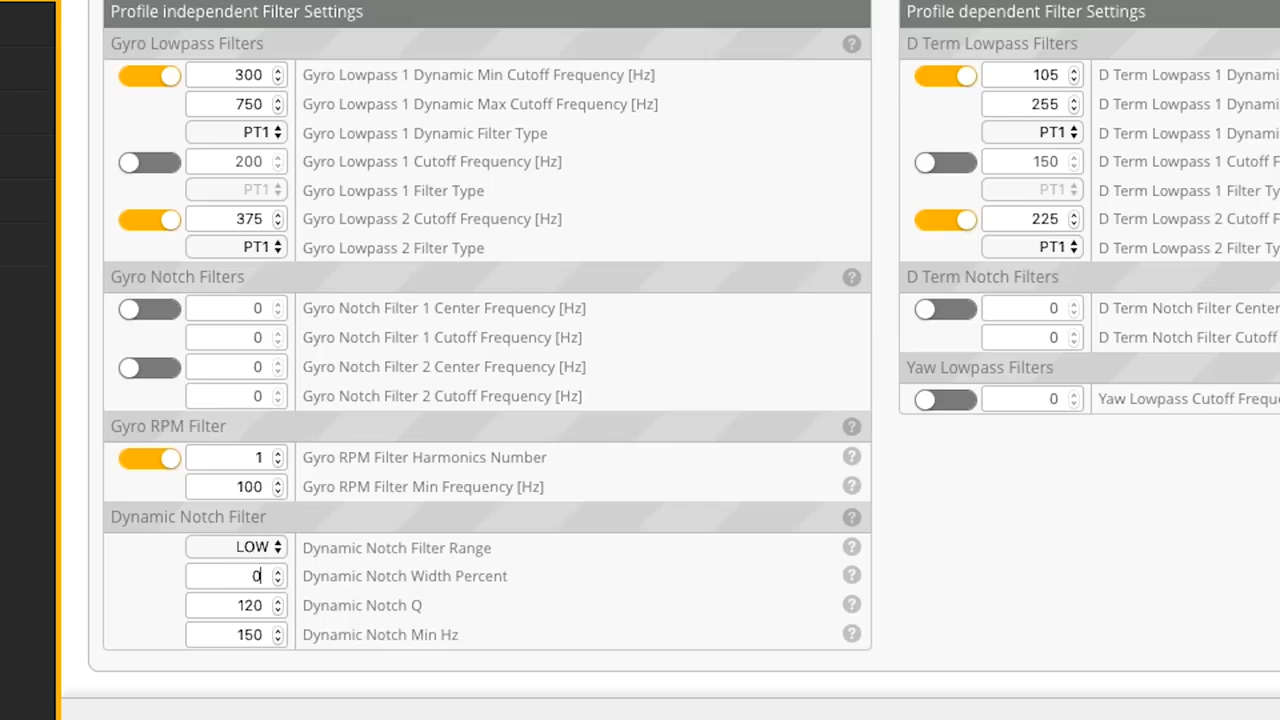 Profile independent Filter Settings
Gyro Lowpass Filters
300 Gyro Lowpass 1 Dynamic Min Cutoff Frequency [Hz]
750 Gyro Lowpass 1 Dynamic Max Cutoff Frequency [Hz]
PT1 Gyro Lowpass 1 Dynamic Filter Type
200 Gyro Lowpass 1 Cutoff Frequency [Hz]
PT1 Gyro Lowpass 1 Filter Type
375 Gyro Lowpass 2 Cutoff Frequency [Hz]
PT1 Gyro Lowpass 2 Filter Type
Gyro Notch Filters
0 Gyro Notch Filter 1 Center Frequency [Hz]
0 Gyro Notch Filter 1 Cutoff Frequency [Hz]
0 Gyro Notch Filter 2 Center Frequency [Hz]
0 Gyro Notch Filter 2 Cutoff Frequency [Hz]
Gyro RPM Filter
1 Gyro RPM Filter Harmonics Number
100 Gyro RPM Filter Min Frequency [Hz]
Dynamic Notch Filter
LOW Dynamic Notch Filter Range
0 Dynamic Notch Width Percent
120 Dynamic Notch Q
150 Dynamic Notch Min Hz
Profile dependent Filter Settings
D Term Lowpass Filters
105 D Term Lowpass 1 Dynami
255 D Term Lowpass 1 Dynami
PT1 D Term Lowpass 1 Dynami
150 D Term Lowpass 1 Cutoff F
PT1 D Term Lowpass 1 Filter Ty
225 D Term Lowpass 2 Cutoff F
PT1 D Term Lowpass 2 Filter Ty
D Term Notch Filters
0 D Term Notch Filter Center
0 D Term Notch Filter Cutoff
Yaw Lowpass Filters
0 Yaw Lowpass Cutoff Freque